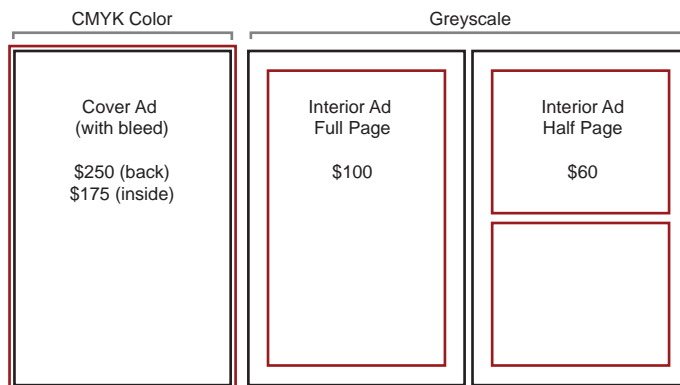 CMYK Color
Greyscale
Cover Ad
(with bleed)
$250 (back)
$175 (inside)
Interior Ad
Full Page
$100
Interior Ad
Half Page
$60